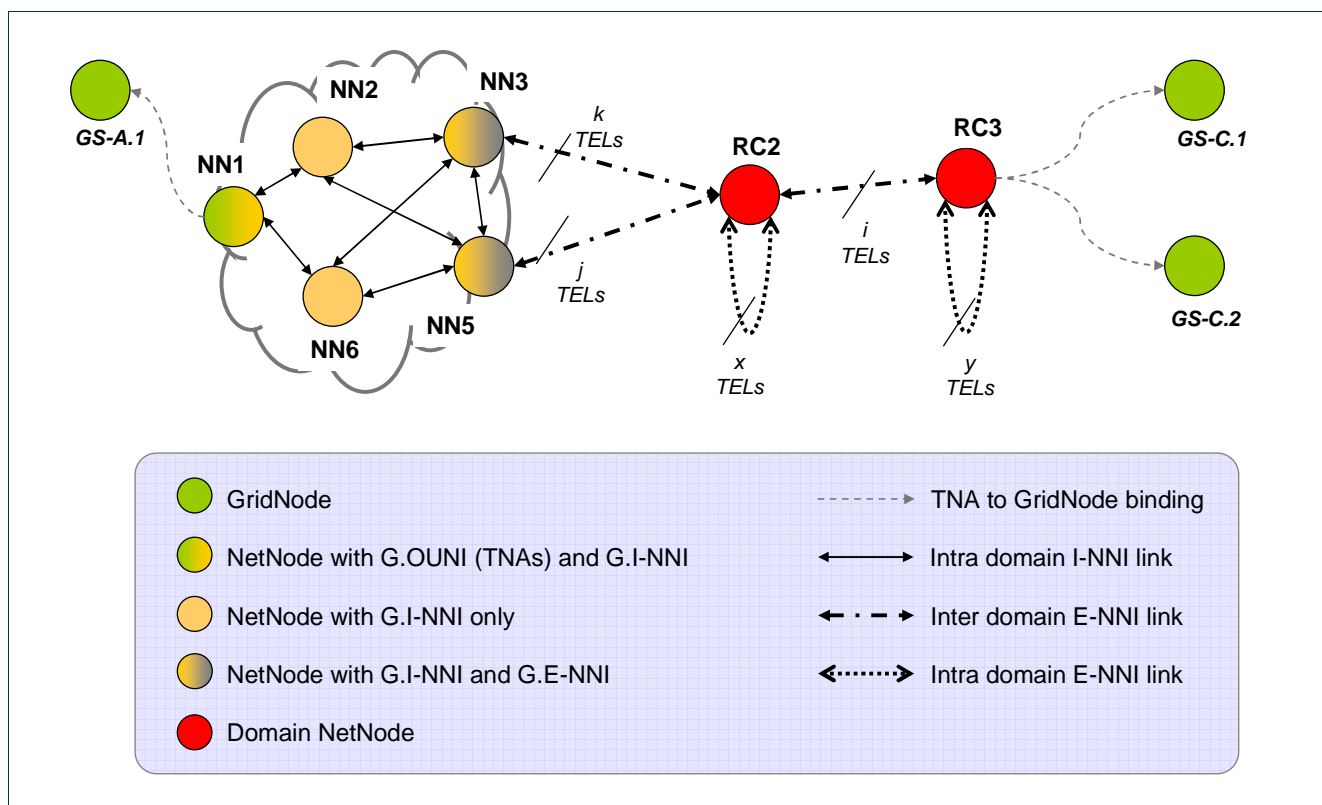 GS-A.1
NN1
NN2
NN3
NN5
NN6
k
TELs
j
TELs
RC2
x
TELs
i
TELs
RC3
y
TELs
GS-C.1
GS-C.2
GridNode
NetNode with G.OUNI (TNAs) and G.I-NNI
NetNode with G.I-NNI only
NetNode with G.I-NNI and G.E-NNI
Domain NetNode
TNA to GridNode binding
Intra domain I-NNI link
Inter domain E-NNI link
Intra domain E-NNI link